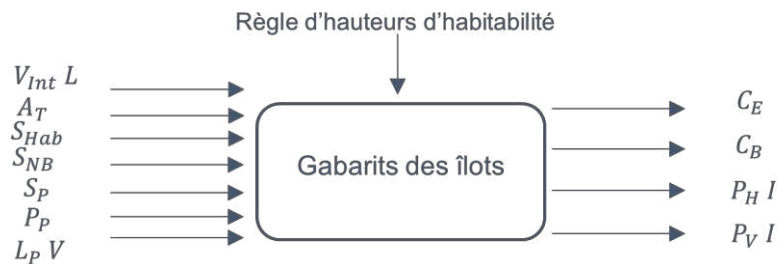 Règle d'hauteurs d'habitabilité
V_Int L
A_T
S_Hab
S_NB
S_P
P_P
L_P V
Gabarits des îlots
C_E
C_B
P_H I
P_V I